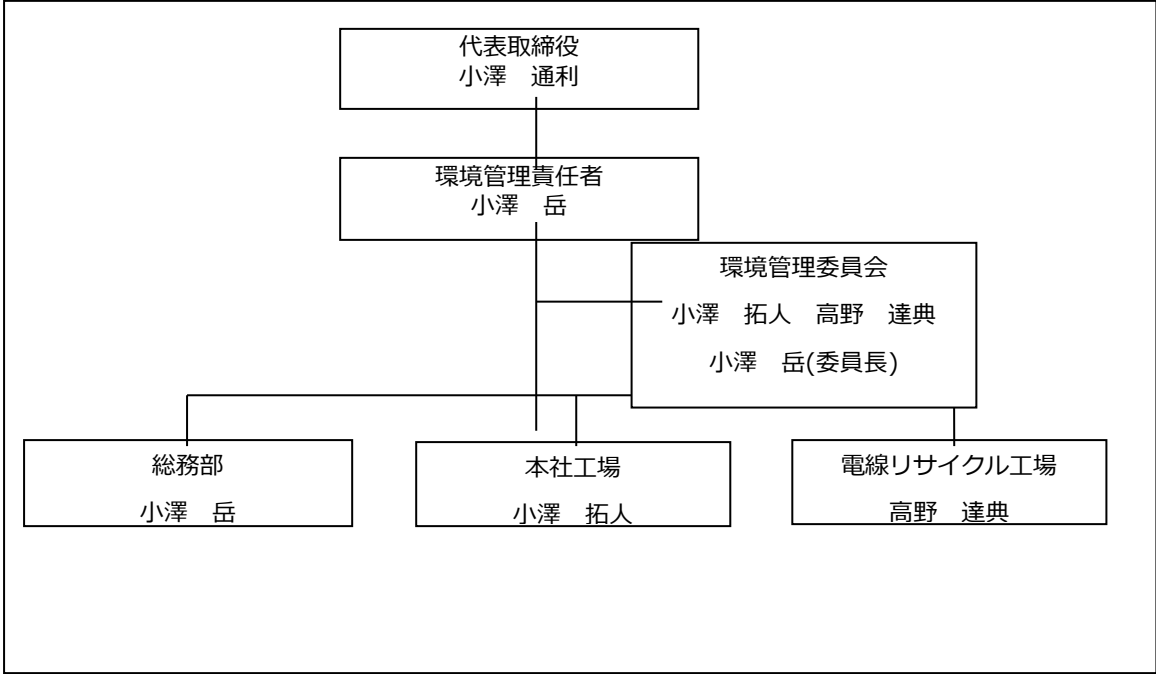 代表取締役
小澤　通利
環境管理責任者
小澤　岳
環境管理委員会
小澤　拓人　高野　達典
小澤　岳(委員長)
総務部
小澤　岳
本社工場
小澤　拓人
電線リサイクル工場
高野　達典